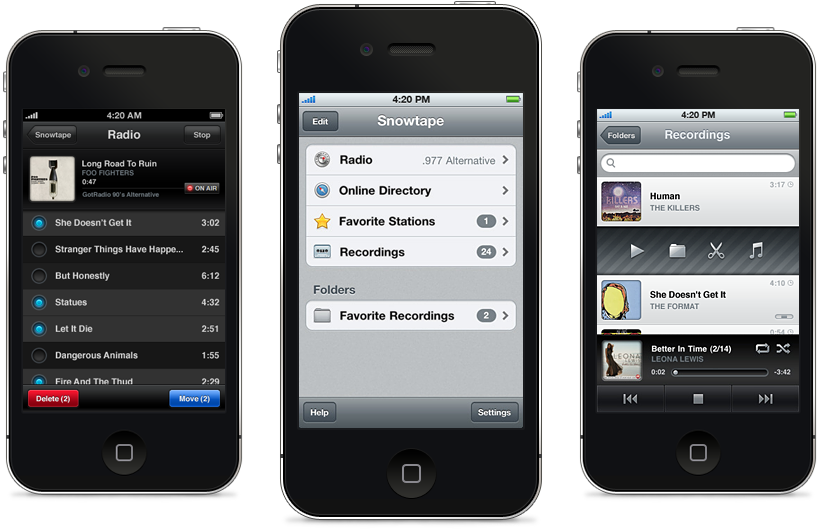 4:20 AM
Snowtape
Radio
Stop
Long Road To Ruin
FOO FIGHTERS
0:47
GotRadio 90's Alternative
ON AIR
She Doesn't Get It 3:02
Stranger Things Have Happe... 2:45
But Honestly 6:12
Statues 4:32
Let It Die 2:51
Dangerous Animals 1:55
Fire And The Thud 2:29
Delete (2)
Move (2)
4:20 PM
Edit
Snowtape
Radio .977 Alternative
Online Directory
Favorite Stations 1
Recordings 24
Folders
Favorite Recordings 2
Help
Settings
4:20 PM
Folders
Recordings
3:17
KILLERS
Human
THE KILLERS
4:10
She Doesn't Get It
THE FORMAT
0:54
LEONA
LEWIS
Better In Time (2/14)
LEONA LEWIS
0:02 -3:42